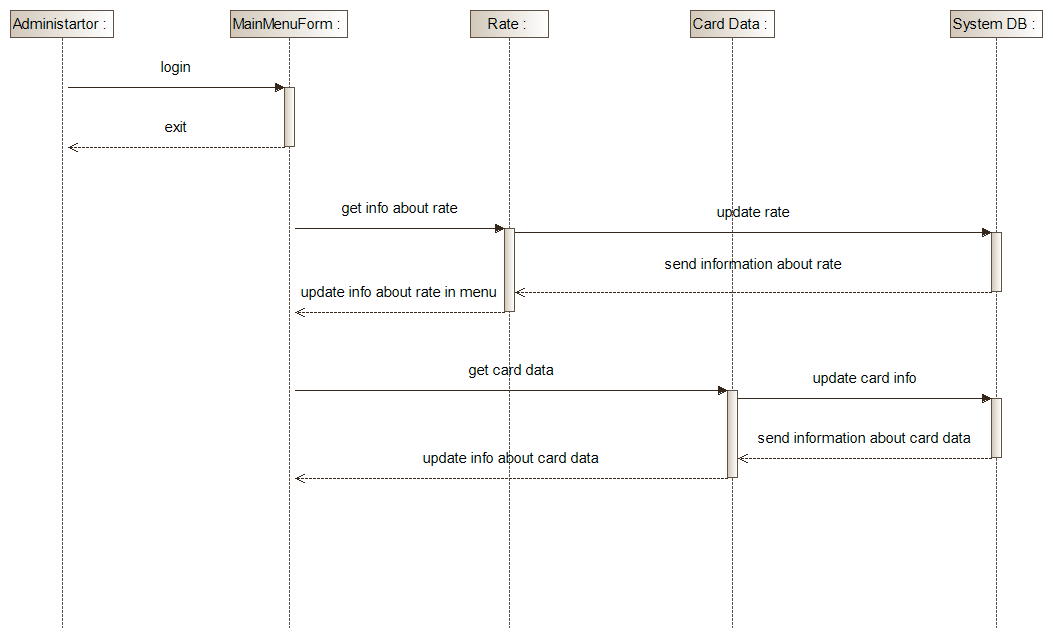 Administartor :
MainMenuForm :
Rate :
Card Data :
System DB :
login
exit
get info about rate
update rate
send information about rate
update info about rate in menu
get card data
update card info
send information about card data
update info about card data